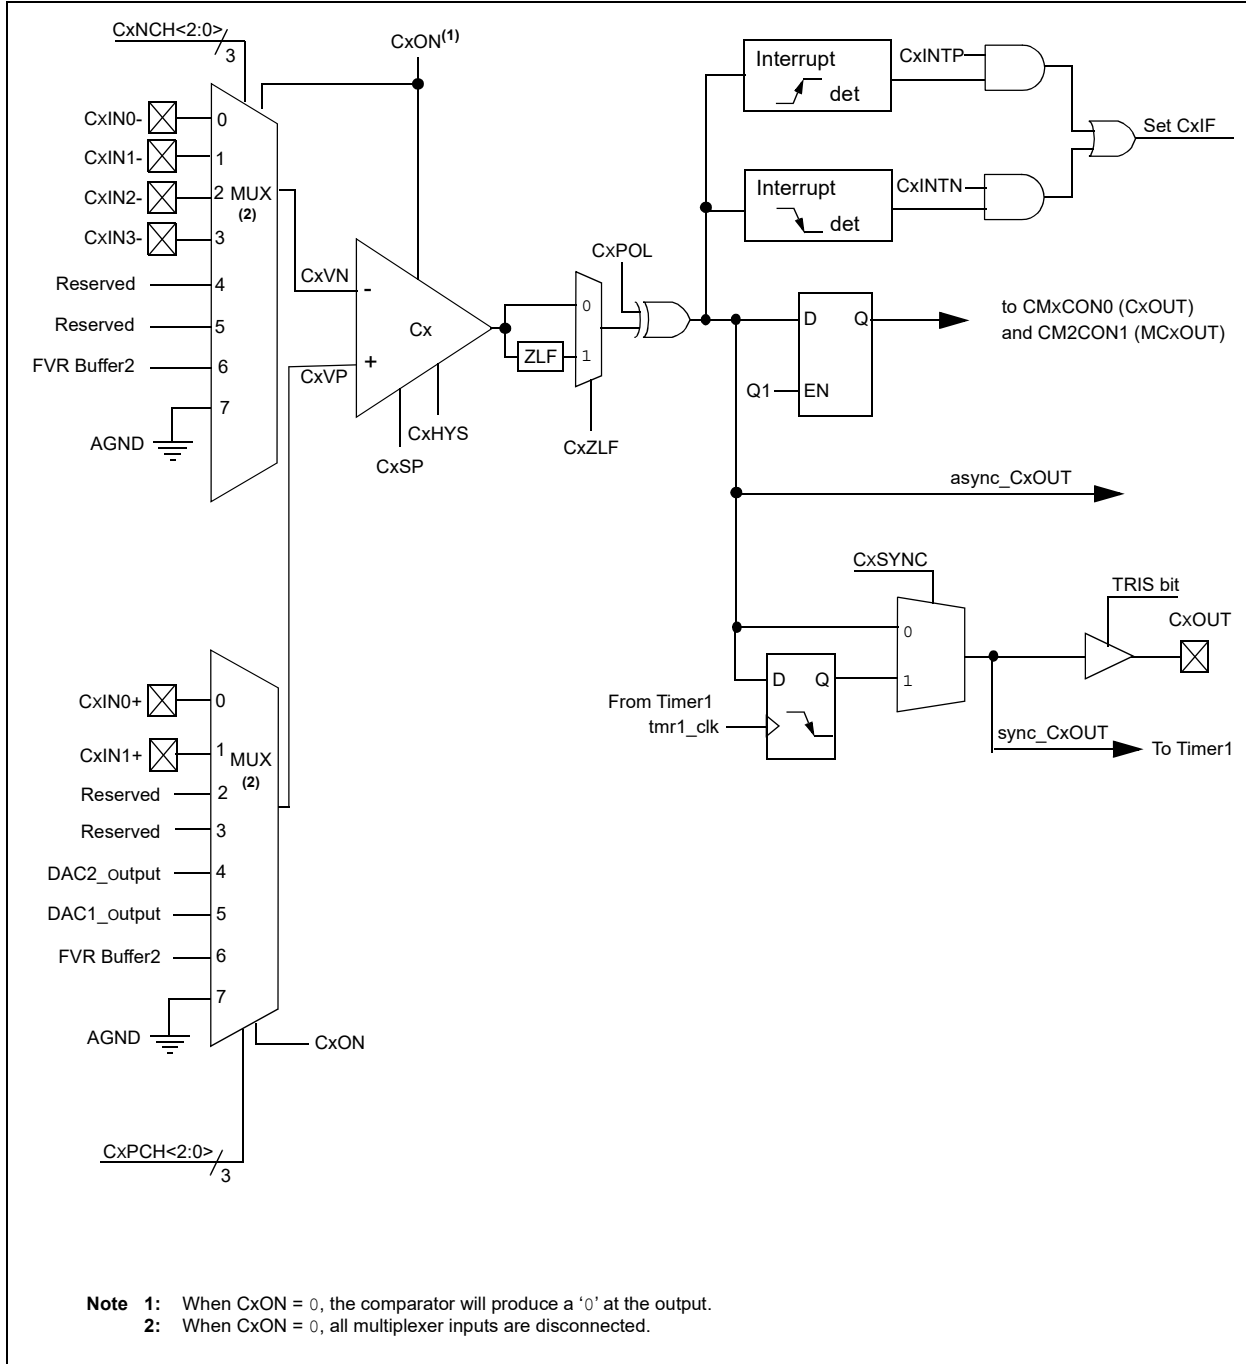 CxNCH<2:0>
3
CxON(1)
CxIN0-
0
CxIN1-
1
CxIN2-
2
MUX
(2)
CxIN3-
3
Reserved
4
Reserved
5
FVR Buffer2
6
7
AGND
CxVN
-
Cx
+
CxVP
CxHYS
CxSP
ZLF
0
1
CxZLF
CxPOL
Interrupt
det
CxINTP
Interrupt
det
CxINTN
Set CxIF
D
Q
Q1
EN
to CMxCON0 (CxOUT)
and CM2CON1 (MCxOUT)
async_CxOUT
CxSYNC
0
1
D
Q
From Timer1
tmr1_clk
TRIS bit
CxOUT
sync_CxOUT
To Timer1
CxIN0+
0
CxIN1+
1
MUX
(2)
Reserved
2
Reserved
3
DAC2_output
4
DAC1_output
5
FVR Buffer2
6
7
AGND
CxON
CxPCH<2:0>
3
Note 1: When CxON = 0, the comparator will produce a ‘0’ at the output.
2: When CxON = 0, all multiplexer inputs are disconnected.